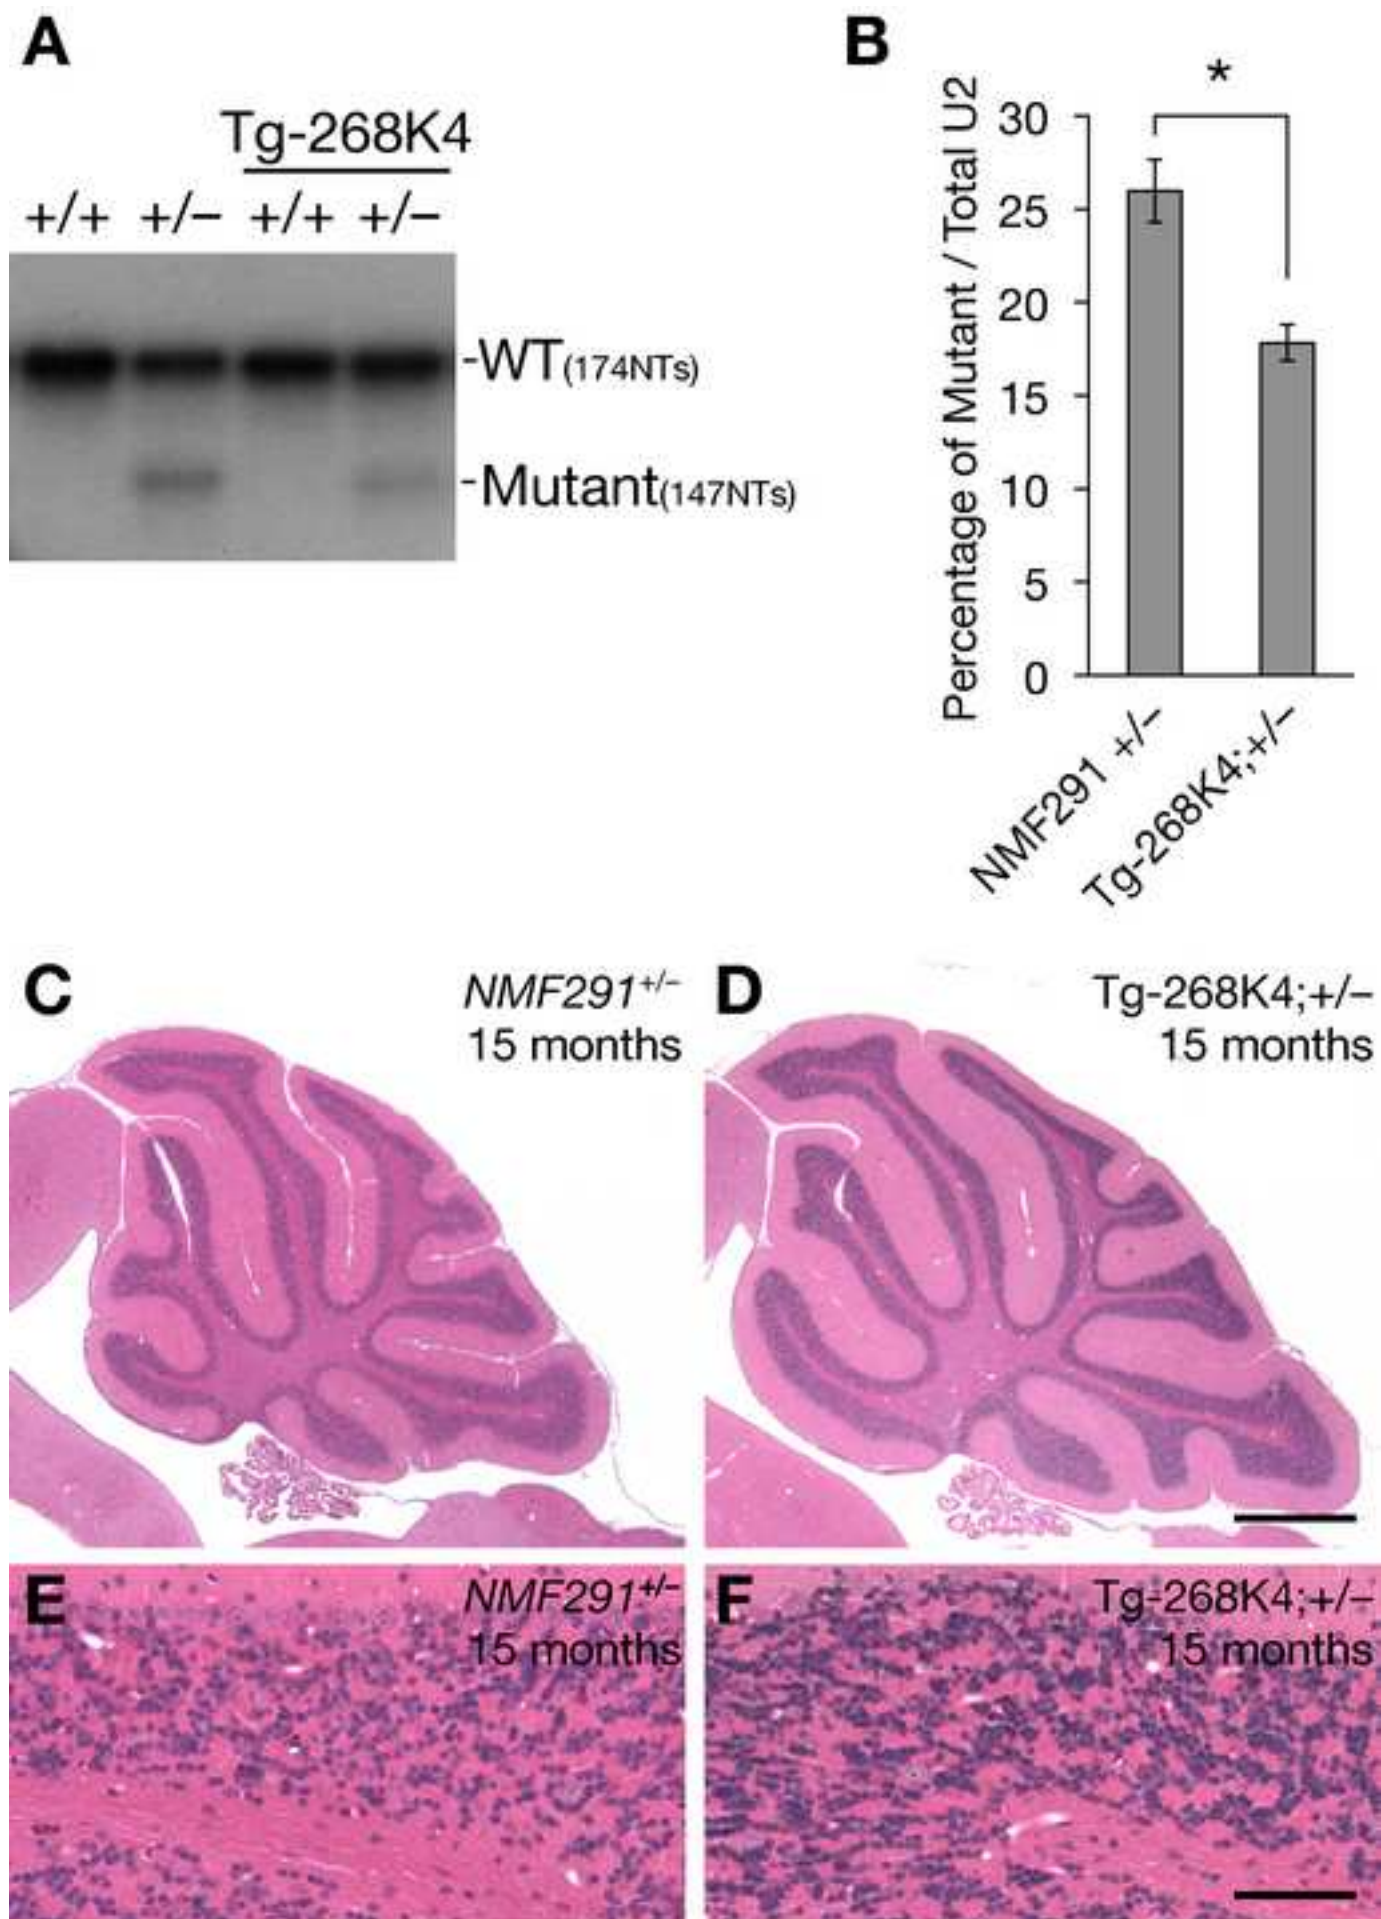 A
Tg-268K4
+/+ +/– +/+ +/–
-WT(174NTs)
-Mutant(147NTs)
B
*
Percentage of Mutant / Total U2
30
25
20
15
10
5
0
NMF291 +/–
Tg-268K4;+/–
C
NMF291+/–
15 months
D
Tg-268K4;+/–
15 months
E
NMF291+/–
15 months
F
Tg-268K4;+/–
15 months